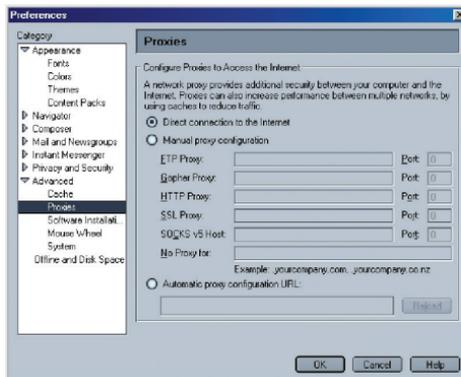 Preferences
Category
Appearance
Fonts
Colors
Themes
Content Packs
Navigator
Composer
Mail and Newsgroups
Instant Messenger
Privacy and Security
Advanced
Cache
Proxies
Software Installati...
Mouse Wheel
System
Offline and Disk Space
Proxies
Configure Proxies to Access the Internet
A network proxy provides additional security between your computer and the
Internet. Proxies can also increase performance between multiple networks, by
using caches to reduce traffic.
Direct connection to the Internet
Manual proxy configuration
FTP Proxy: Port: 0
Gopher Proxy: Port: 0
HTTP Proxy: Port: 0
SSL Proxy: Port: 0
SOCKS v5 Host: Port: 0
No Proxy for:
Example: .yourcompany.com, .yourcompany.co.nz
Automatic proxy configuration URL:
Reload
OK Cancel Help